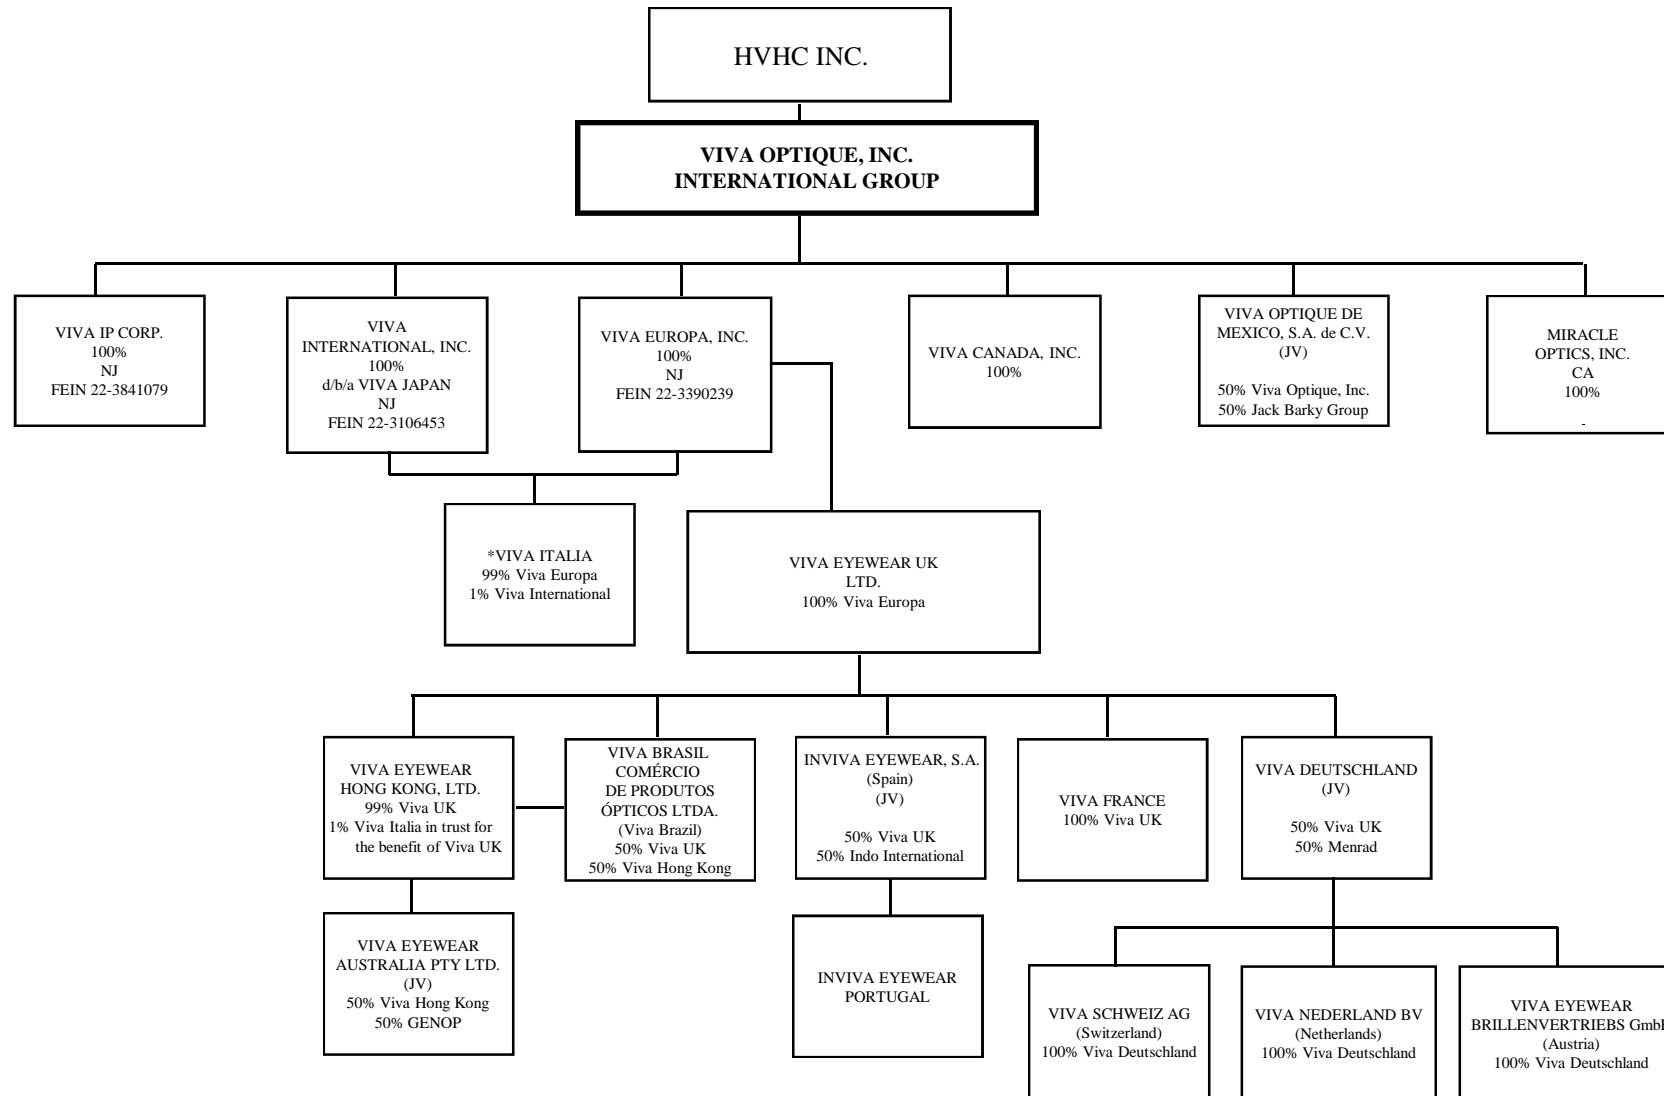 HVHC INC.
VIVA OPTIQUE, INC.
INTERNATIONAL GROUP
VIVA IP CORP.
100%
NJ
FEIN 22-3841079
VIVA
INTERNATIONAL, INC.
100%
d/b/a VIVA JAPAN
NJ
FEIN 22-3106453
VIVA EUROPA, INC.
100%
NJ
FEIN 22-3390239
VIVA CANADA, INC.
100%
VIVA OPTIQUE DE
MEXICO, S.A. de C.V.
(JV)
50% Viva Optique, Inc.
50% Jack Barky Group
MIRACLE
OPTICS, INC.
CA
100%
-
*VIVA ITALIA
99% Viva Europa
1% Viva International
VIVA EYEWEAR UK
LTD.
100% Viva Europa
VIVA EYEWEAR
HONG KONG, LTD.
99% Viva UK
1% Viva Italia in trust for
the benefit of Viva UK
VIVA BRASIL
COMÉRCIO
DE PRODUTOS
ÓPTICOS LTDA.
(Viva Brazil)
50% Viva UK
50% Viva Hong Kong
INVIVA EYEWEAR, S.A.
(Spain)
(JV)
50% Viva UK
50% Indo International
VIVA FRANCE
100% Viva UK
VIVA DEUTSCHLAND
(JV)
50% Viva UK
50% Menrad
VIVA EYEWEAR
AUSTRALIA PTY LTD.
(JV)
50% Viva Hong Kong
50% GENOP
INVIVA EYEWEAR
PORTUGAL
VIVA SCHWEIZ AG
(Switzerland)
100% Viva Deutschland
VIVA NEDERLAND BV
(Netherlands)
100% Viva Deutschland
VIVA EYEWEAR
BRILLENVERTRIEBS GmbH
(Austria)
100% Viva Deutschland